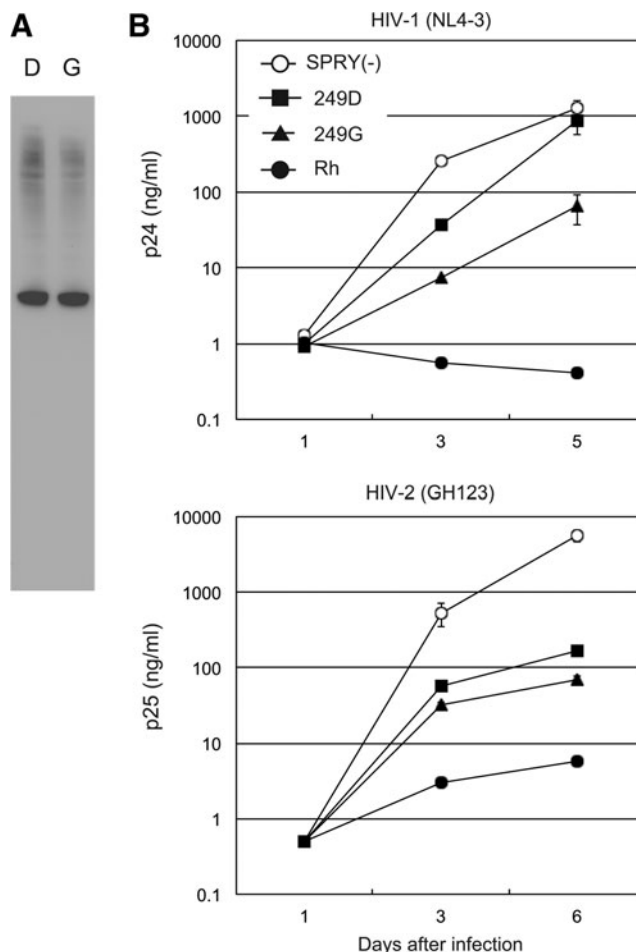 A
D G
B
HIV-1 (NL4-3)
p24 (ng/ml)
10000
1000
100
10
1
0.1
SPRY(-)
249D
249G
Rh
1 3 5
HIV-2 (GH123)
p25 (ng/ml)
10000
1000
100
10
1
0.1
1 3 6
Days after infection